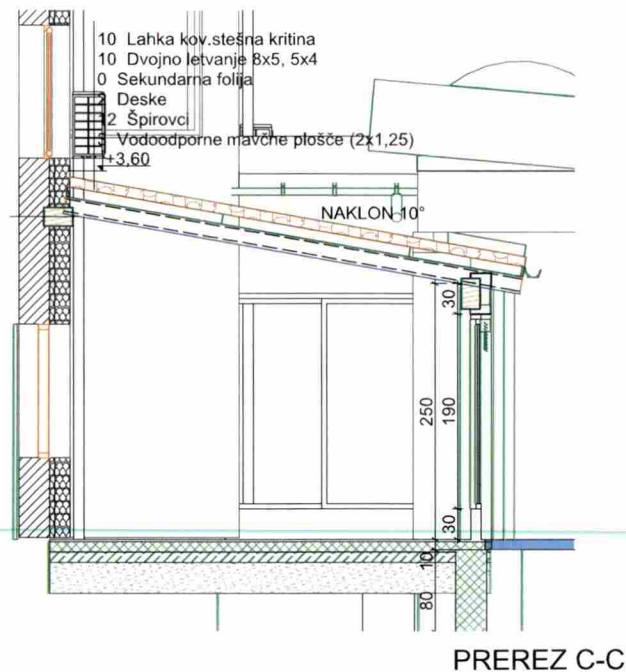 10 Lahka kov.stešna kritina
10 Dvojno letvanje 8x5, 5x4
0 Sekundarna folija
2 Deske
12 Špirovci
Vodoodporne mavčne plošče (2x1,25)
+3,60
NAKLON 10°
30
250
190
30
10
80
PREREZ C-C